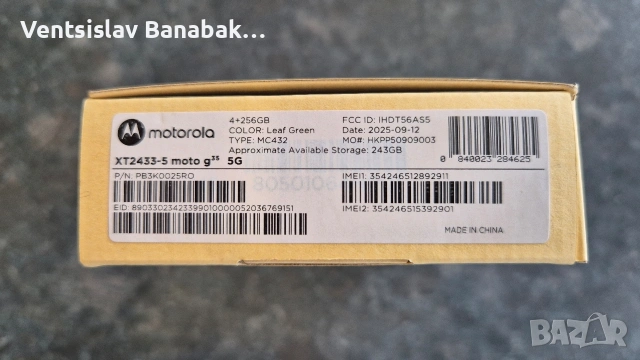 Ventsislav Banabak...
motorola
4+256GB
COLOR: Leaf Green
TYPE: MC432
Approximate Available Storage: 243GB
FCC ID: IHDT56AS5
Date: 2025-09-12
MO#: HKPP50909003
0 840023 284625
XT2433-5 moto g³⁵ 5G
P/N: PB3K0025RO
IMEI1: 354246512892911
EID: 89033023423399010000052036769151
IMEI2: 354246515392901
MADE IN CHINA
BAZAR
.bg